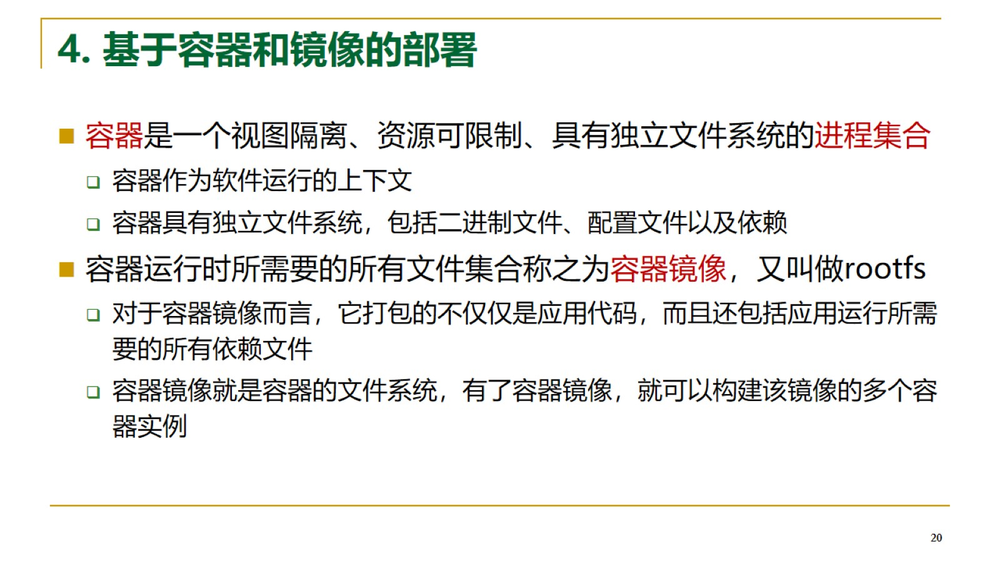 4. 基于容器和镜像的部署
容器是一个视图隔离、资源可限制、具有独立文件系统的进程集合
容器作为软件运行的上下文
容器具有独立文件系统，包括二进制文件、配置文件以及依赖
容器运行时所需要的所有文件集合称之为容器镜像，又叫做rootfs
对于容器镜像而言，它打包的不仅仅是应用代码，而且还包括应用运行所需
要的所有依赖文件
容器镜像就是容器的文件系统，有了容器镜像，就可以构建该镜像的多个容
器实例
20